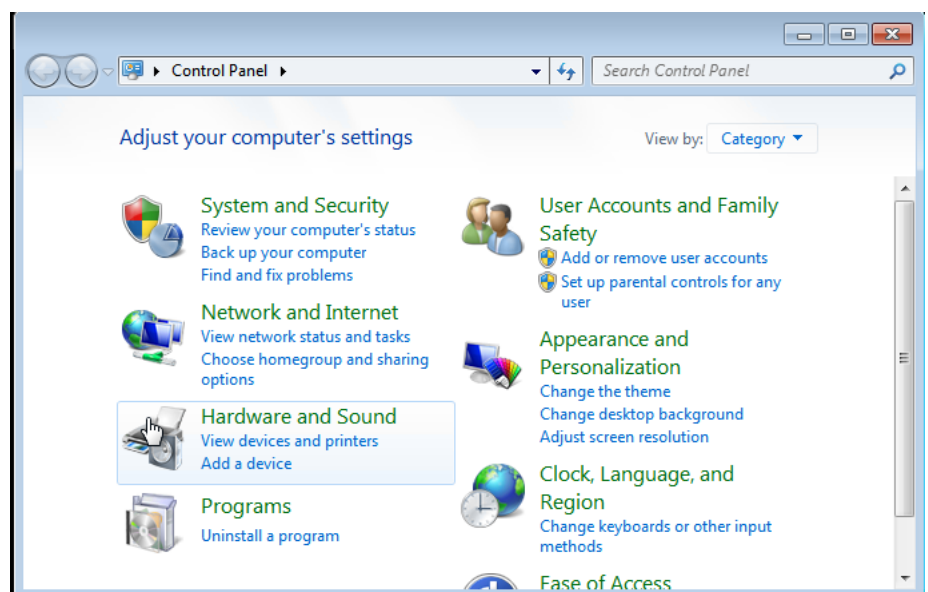 Control Panel
Search Control Panel
Adjust your computer's settings
View by: Category
System and Security
Review your computer's status
Back up your computer
Find and fix problems
Network and Internet
View network status and tasks
Choose homegroup and sharing
options
Hardware and Sound
View devices and printers
Add a device
Programs
Uninstall a program
User Accounts and Family
Safety
Add or remove user accounts
Set up parental controls for any
user
Appearance and
Personalization
Change the theme
Change desktop background
Adjust screen resolution
Clock, Language, and
Region
Change keyboards or other input
methods
Ease of Access